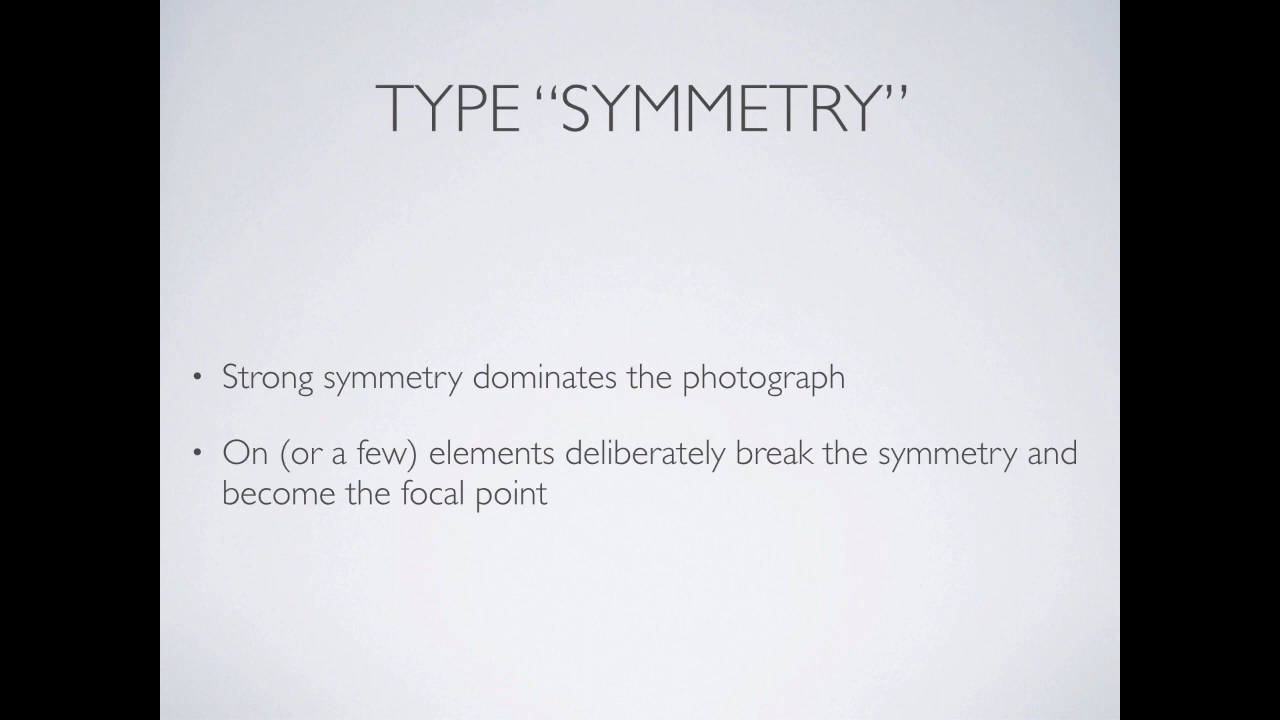 TYPE “SYMMETRY”
• Strong symmetry dominates the photograph
• On (or a few) elements deliberately break the symmetry and
become the focal point